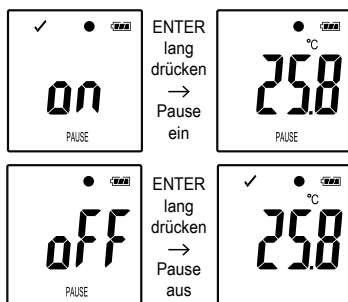 ✓ ●
on
PAUSE
ENTER
lang
drücken
→
Pause
ein
●
°C
25.8
PAUSE
●
oFF
PAUSE
ENTER
lang
drücken
→
Pause
aus
✓ ●
°C
25.8